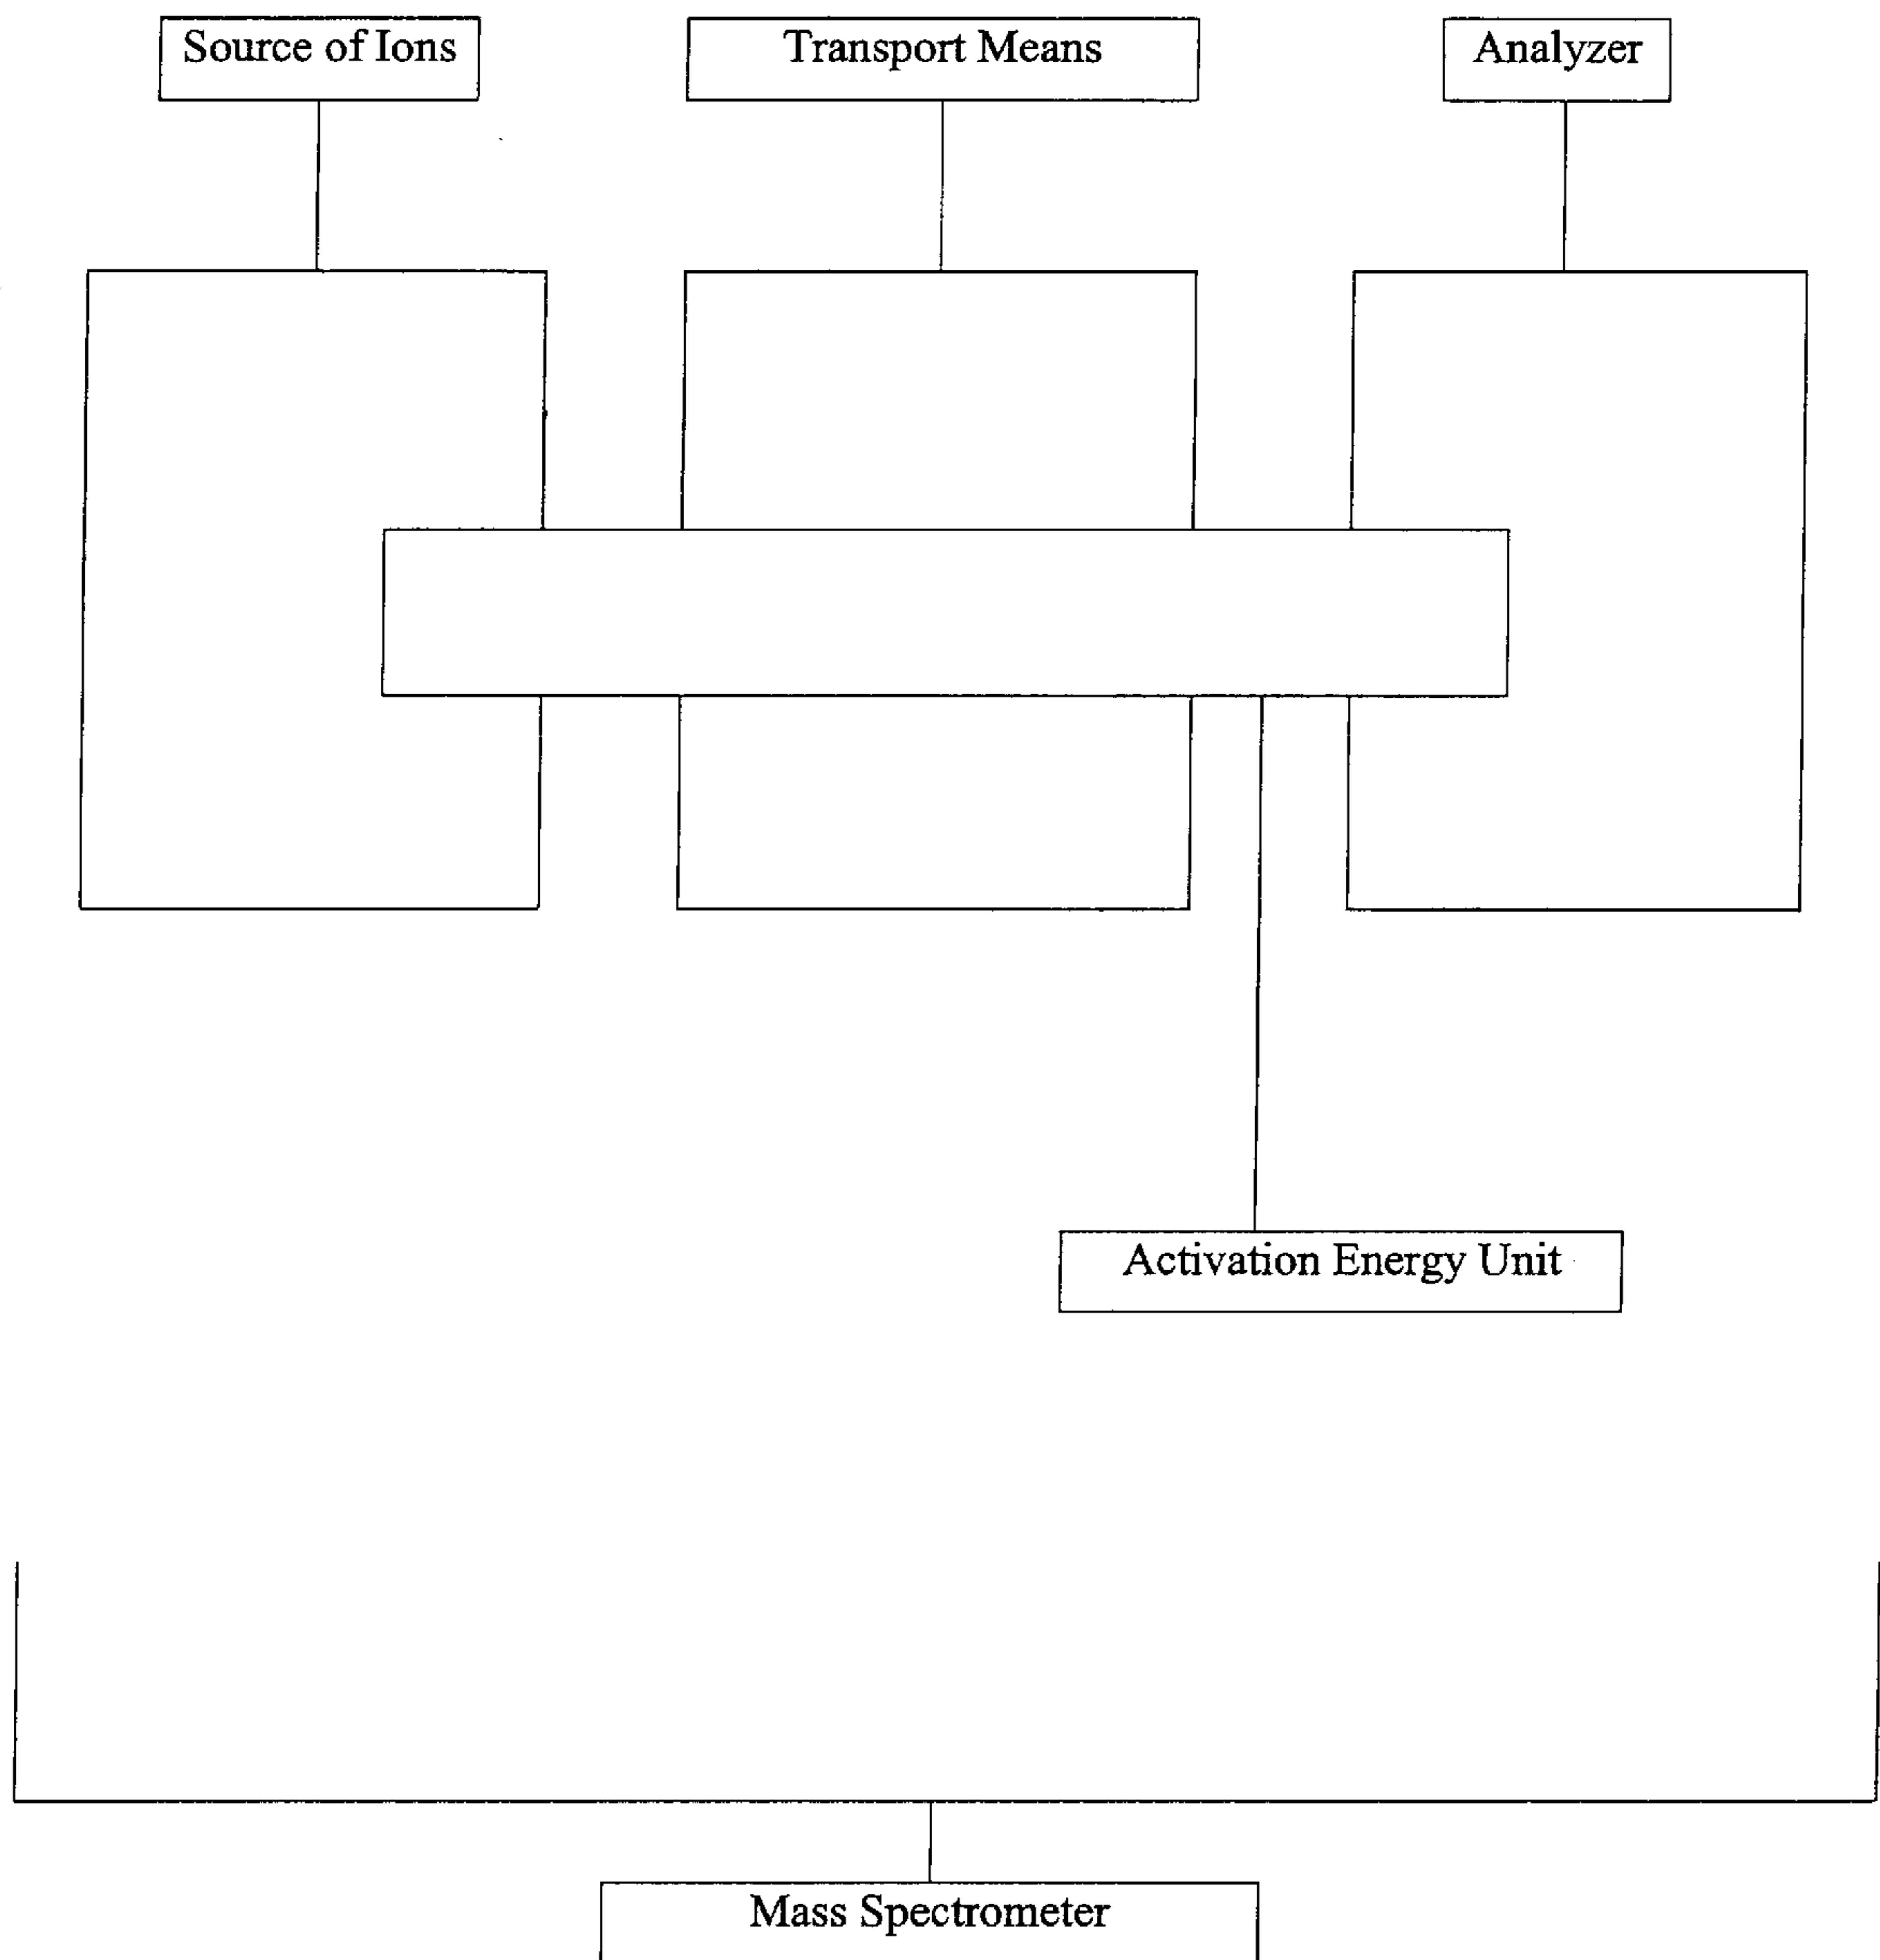 Source of Ions
Transport Means
Analyzer
Activation Energy Unit
Mass Spectrometer